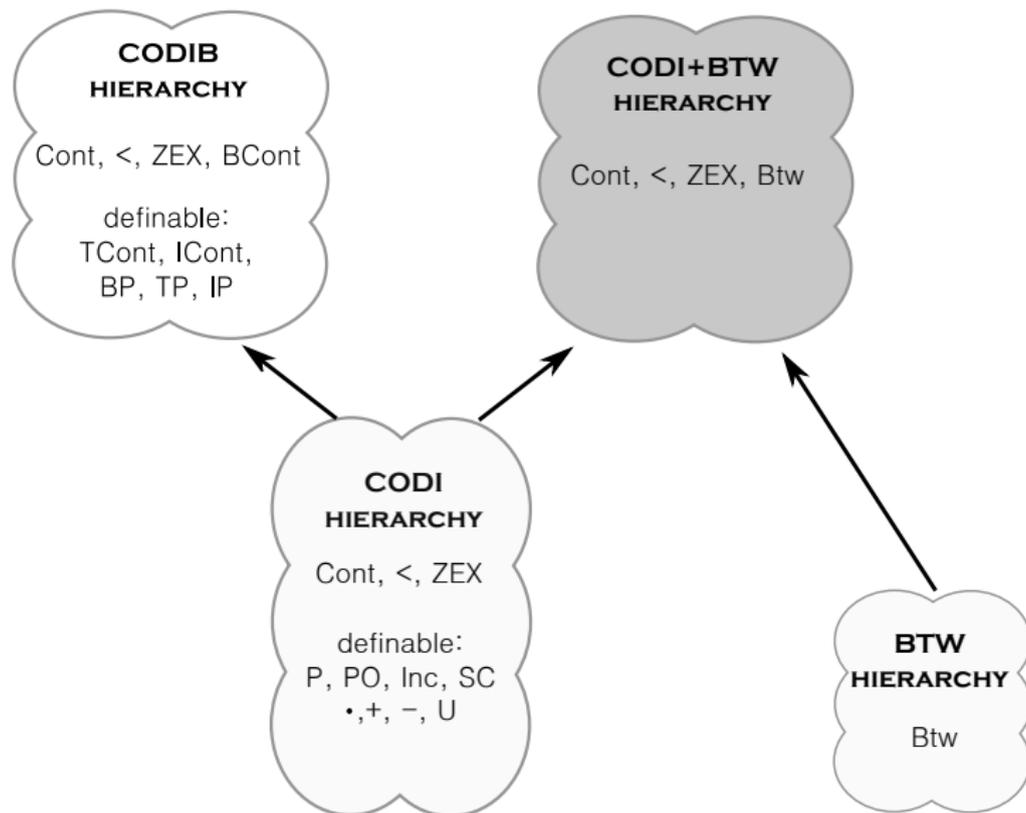 CODIB
HIERARCHY
Cont, <, ZEX, BCont
definable:
TCont, ICont,
BP, TP, IP
CODI+BTW
HIERARCHY
Cont, <, ZEX, Btw
CODI
HIERARCHY
Cont, <, ZEX
definable:
P, PO, Inc, SC
•,+, −, U
BTW
HIERARCHY
Btw